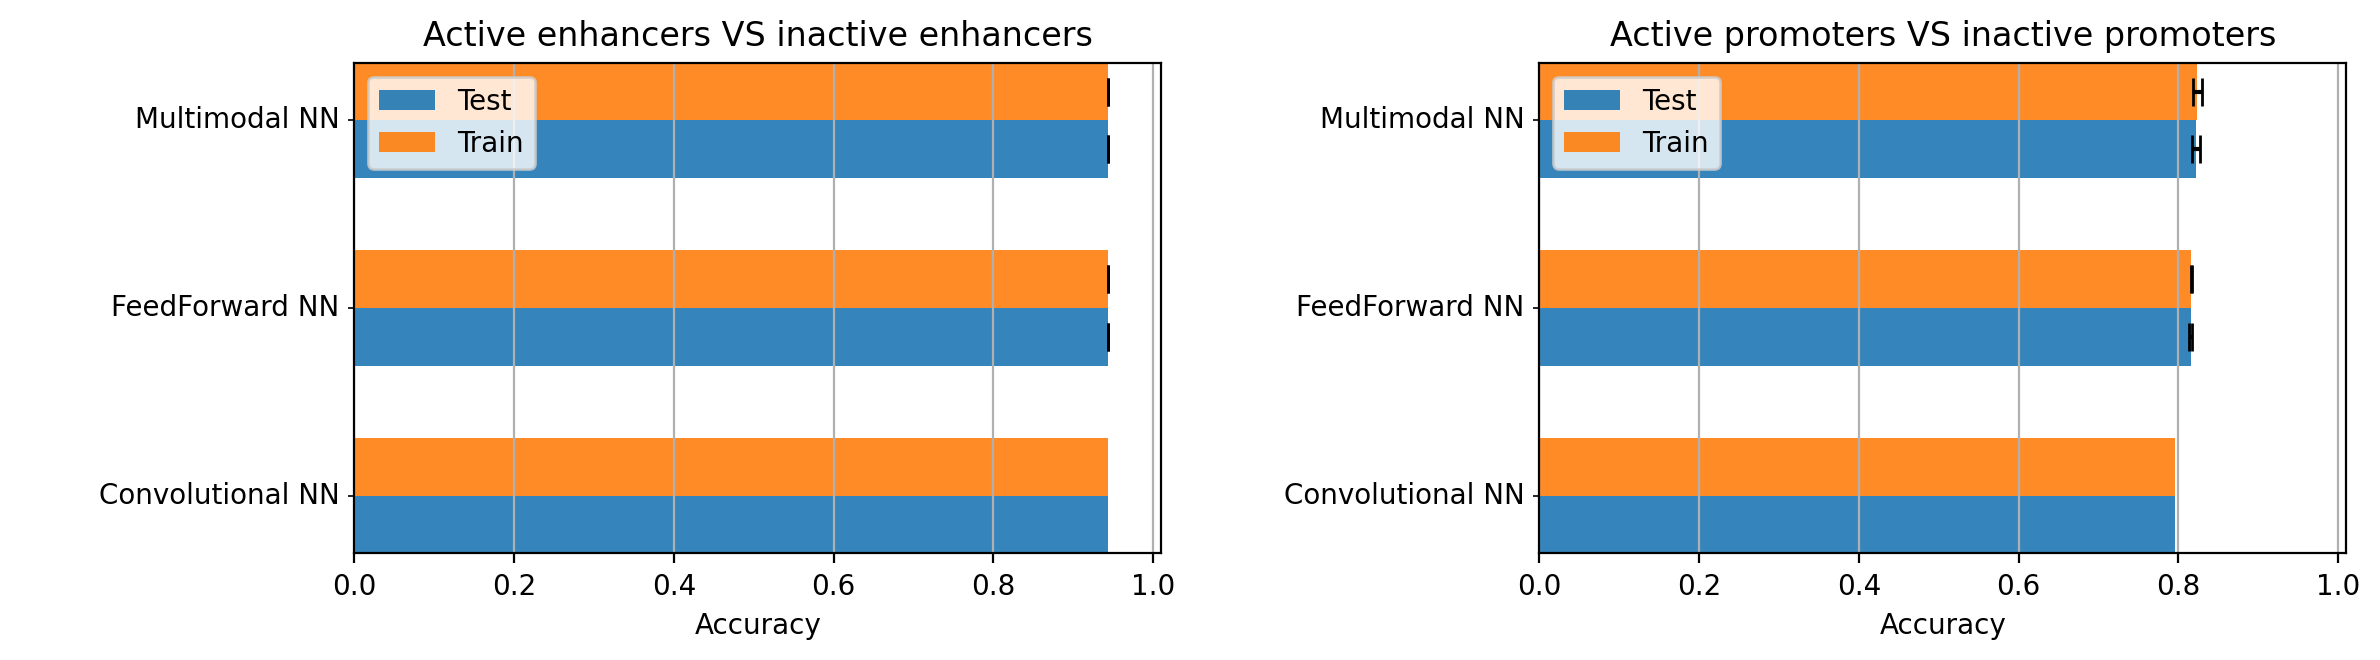 Active enhancers VS inactive enhancers
Test
Train
Multimodal NN
FeedForward NN
Convolutional NN
0.0 0.2 0.4 0.6 0.8 1.0
Accuracy
Active promoters VS inactive promoters
Test
Train
Multimodal NN
FeedForward NN
Convolutional NN
0.0 0.2 0.4 0.6 0.8 1.0
Accuracy